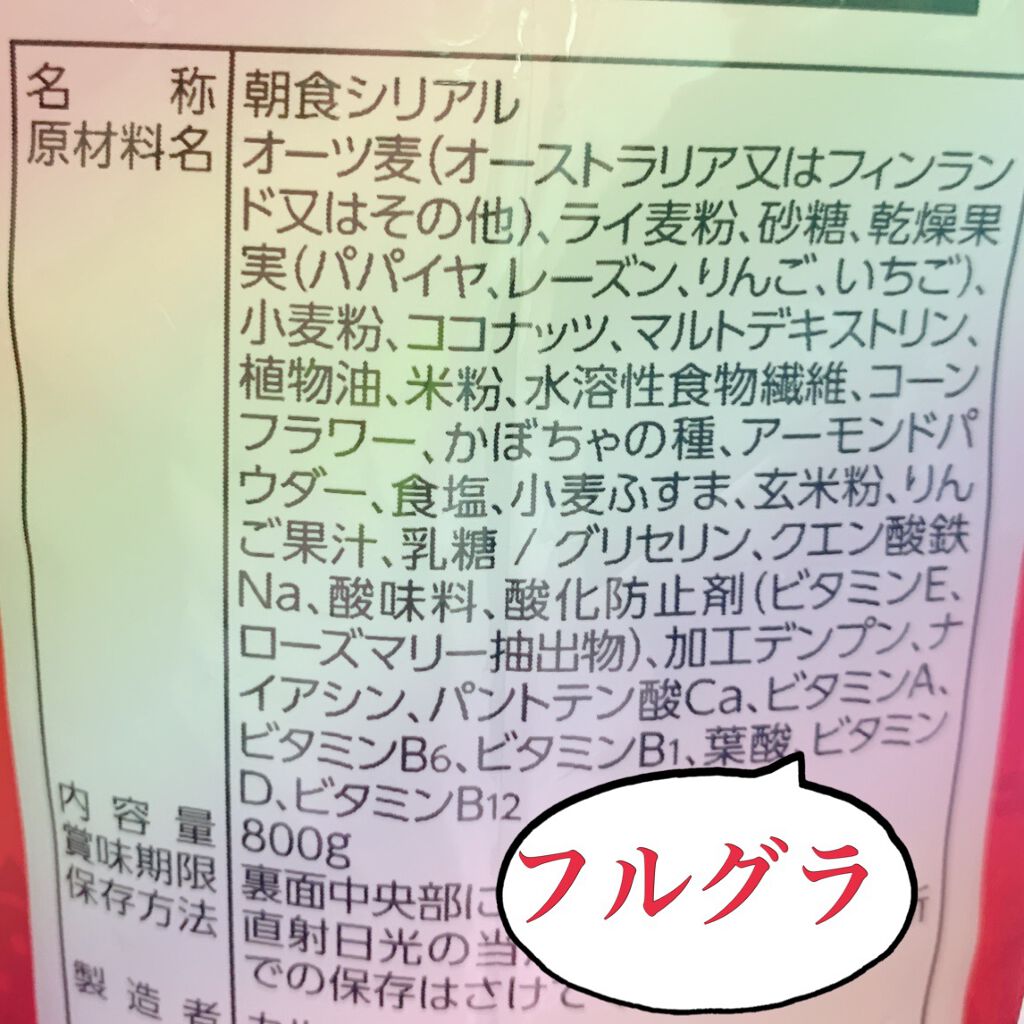 名称 朝食シリアル
原材料名 オーツ麦(オーストラリア又はフィンラン
ド又はその他)、ライ麦粉、砂糖、乾燥果
実(パパイヤ、レーズン、りんご、いちご)、
小麦粉、ココナッツ、マルトデキストリン、
植物油、米粉、水溶性食物繊維、コーン
フラワー、かぼちゃの種、アーモンドパ
ウダー、食塩、小麦ふすま、玄米粉、りん
ご果汁、乳糖 / グリセリン、クエン酸鉄
Na、酸味料、酸化防止剤(ビタミンE、
ローズマリー抽出物)、加工デンプン、ナ
イアシン、パントテン酸Ca、ビタミンA、
ビタミンB6、ビタミンB1、葉酸、ビタミン
D、ビタミンB12
内容量 800g
賞味期限 裏面中央部に
保存方法 直射日光の当
での保存はさけて
製造者
フルグラ